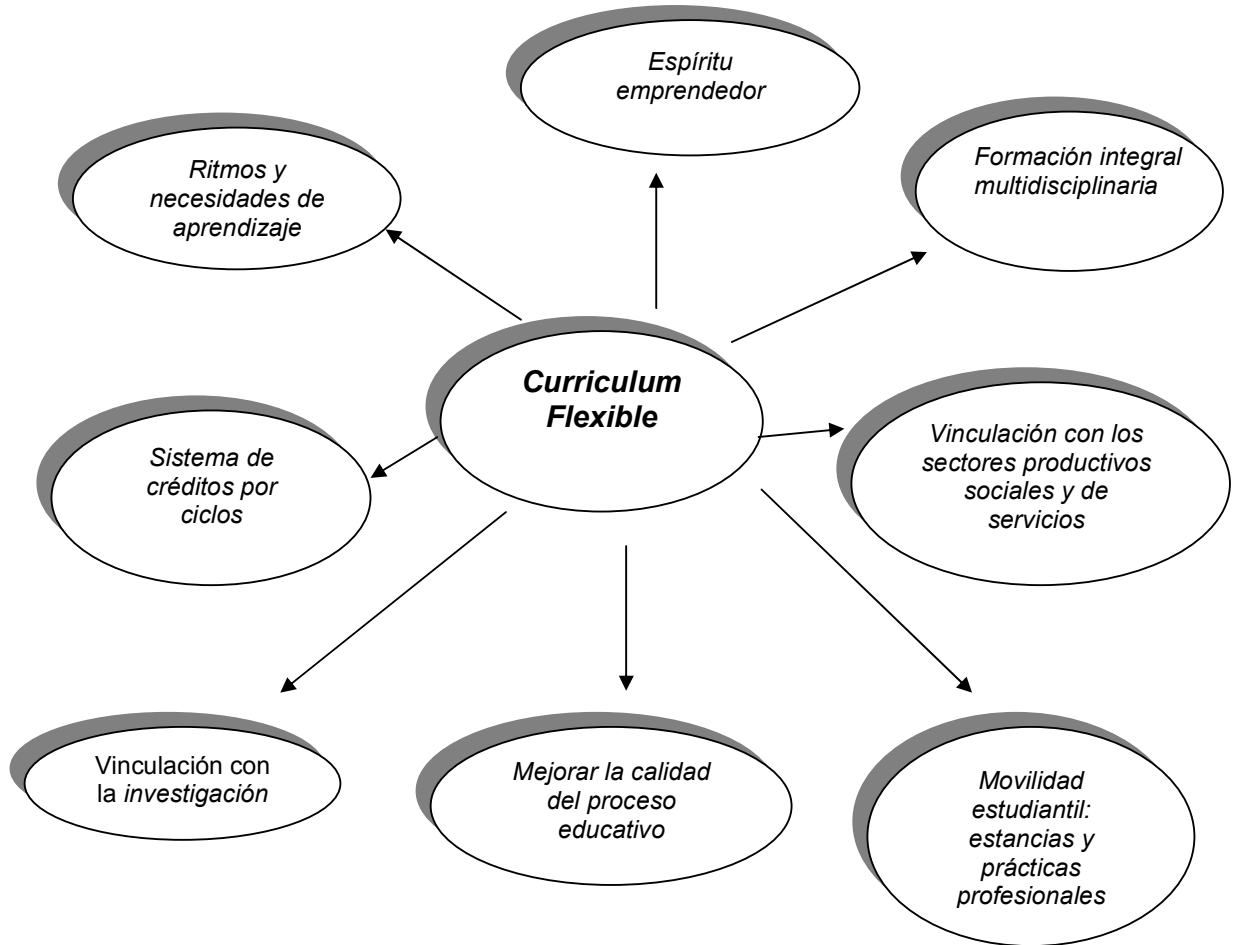 Espíritu
emprendedor
Ritmos y
necesidades de
aprendizaje
Formación integral
multidisciplinaria
Curriculum
Flexible
Sistema de
créditos por
ciclos
Vinculación con los
sectores productivos
sociales y de
servicios
Vinculación con
la investigación
Mejorar la calidad
del proceso
educativo
Movilidad
estudiantil:
estancias y
prácticas
profesionales